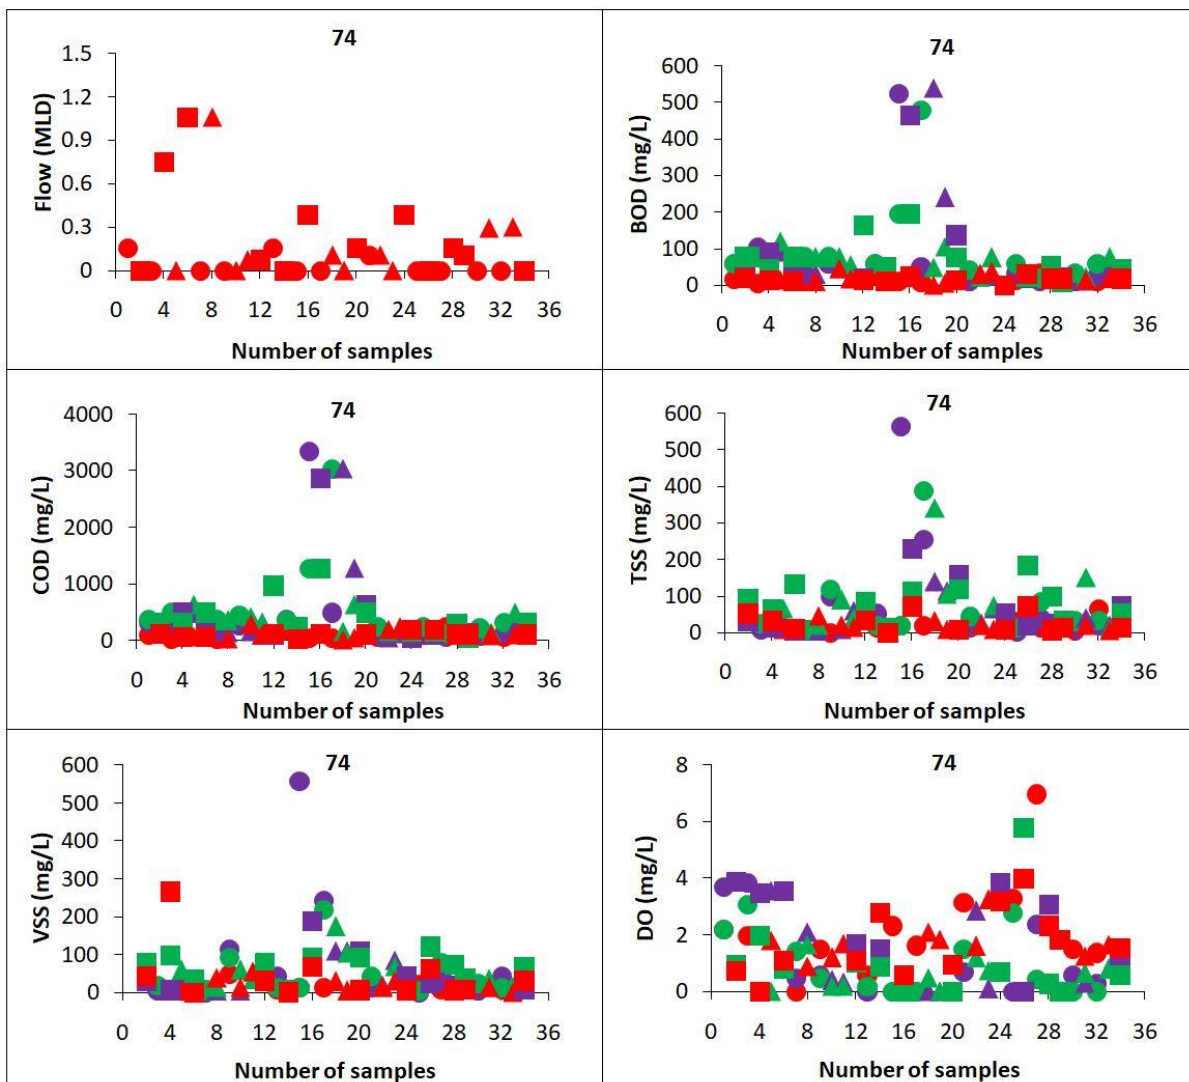 74
1.5
1.2
0.9
0.6
0.3
0
Flow (MLD)
0 4 8 12 16 20 24 28 32 36
Number of samples
74
600
500
400
300
200
100
0
BOD (mg/L)
0 4 8 12 16 20 24 28 32 36
Number of samples
74
4000
3000
2000
1000
0
COD (mg/L)
0 4 8 12 16 20 24 28 32 36
Number of samples
74
600
500
400
300
200
100
0
TSS (mg/L)
0 4 8 12 16 20 24 28 32 36
Number of samples
74
600
500
400
300
200
100
0
VSS (mg/L)
0 4 8 12 16 20 24 28 32 36
Number of samples
74
8
6
4
2
0
DO (mg/L)
0 4 8 12 16 20 24 28 32 36
Number of samples